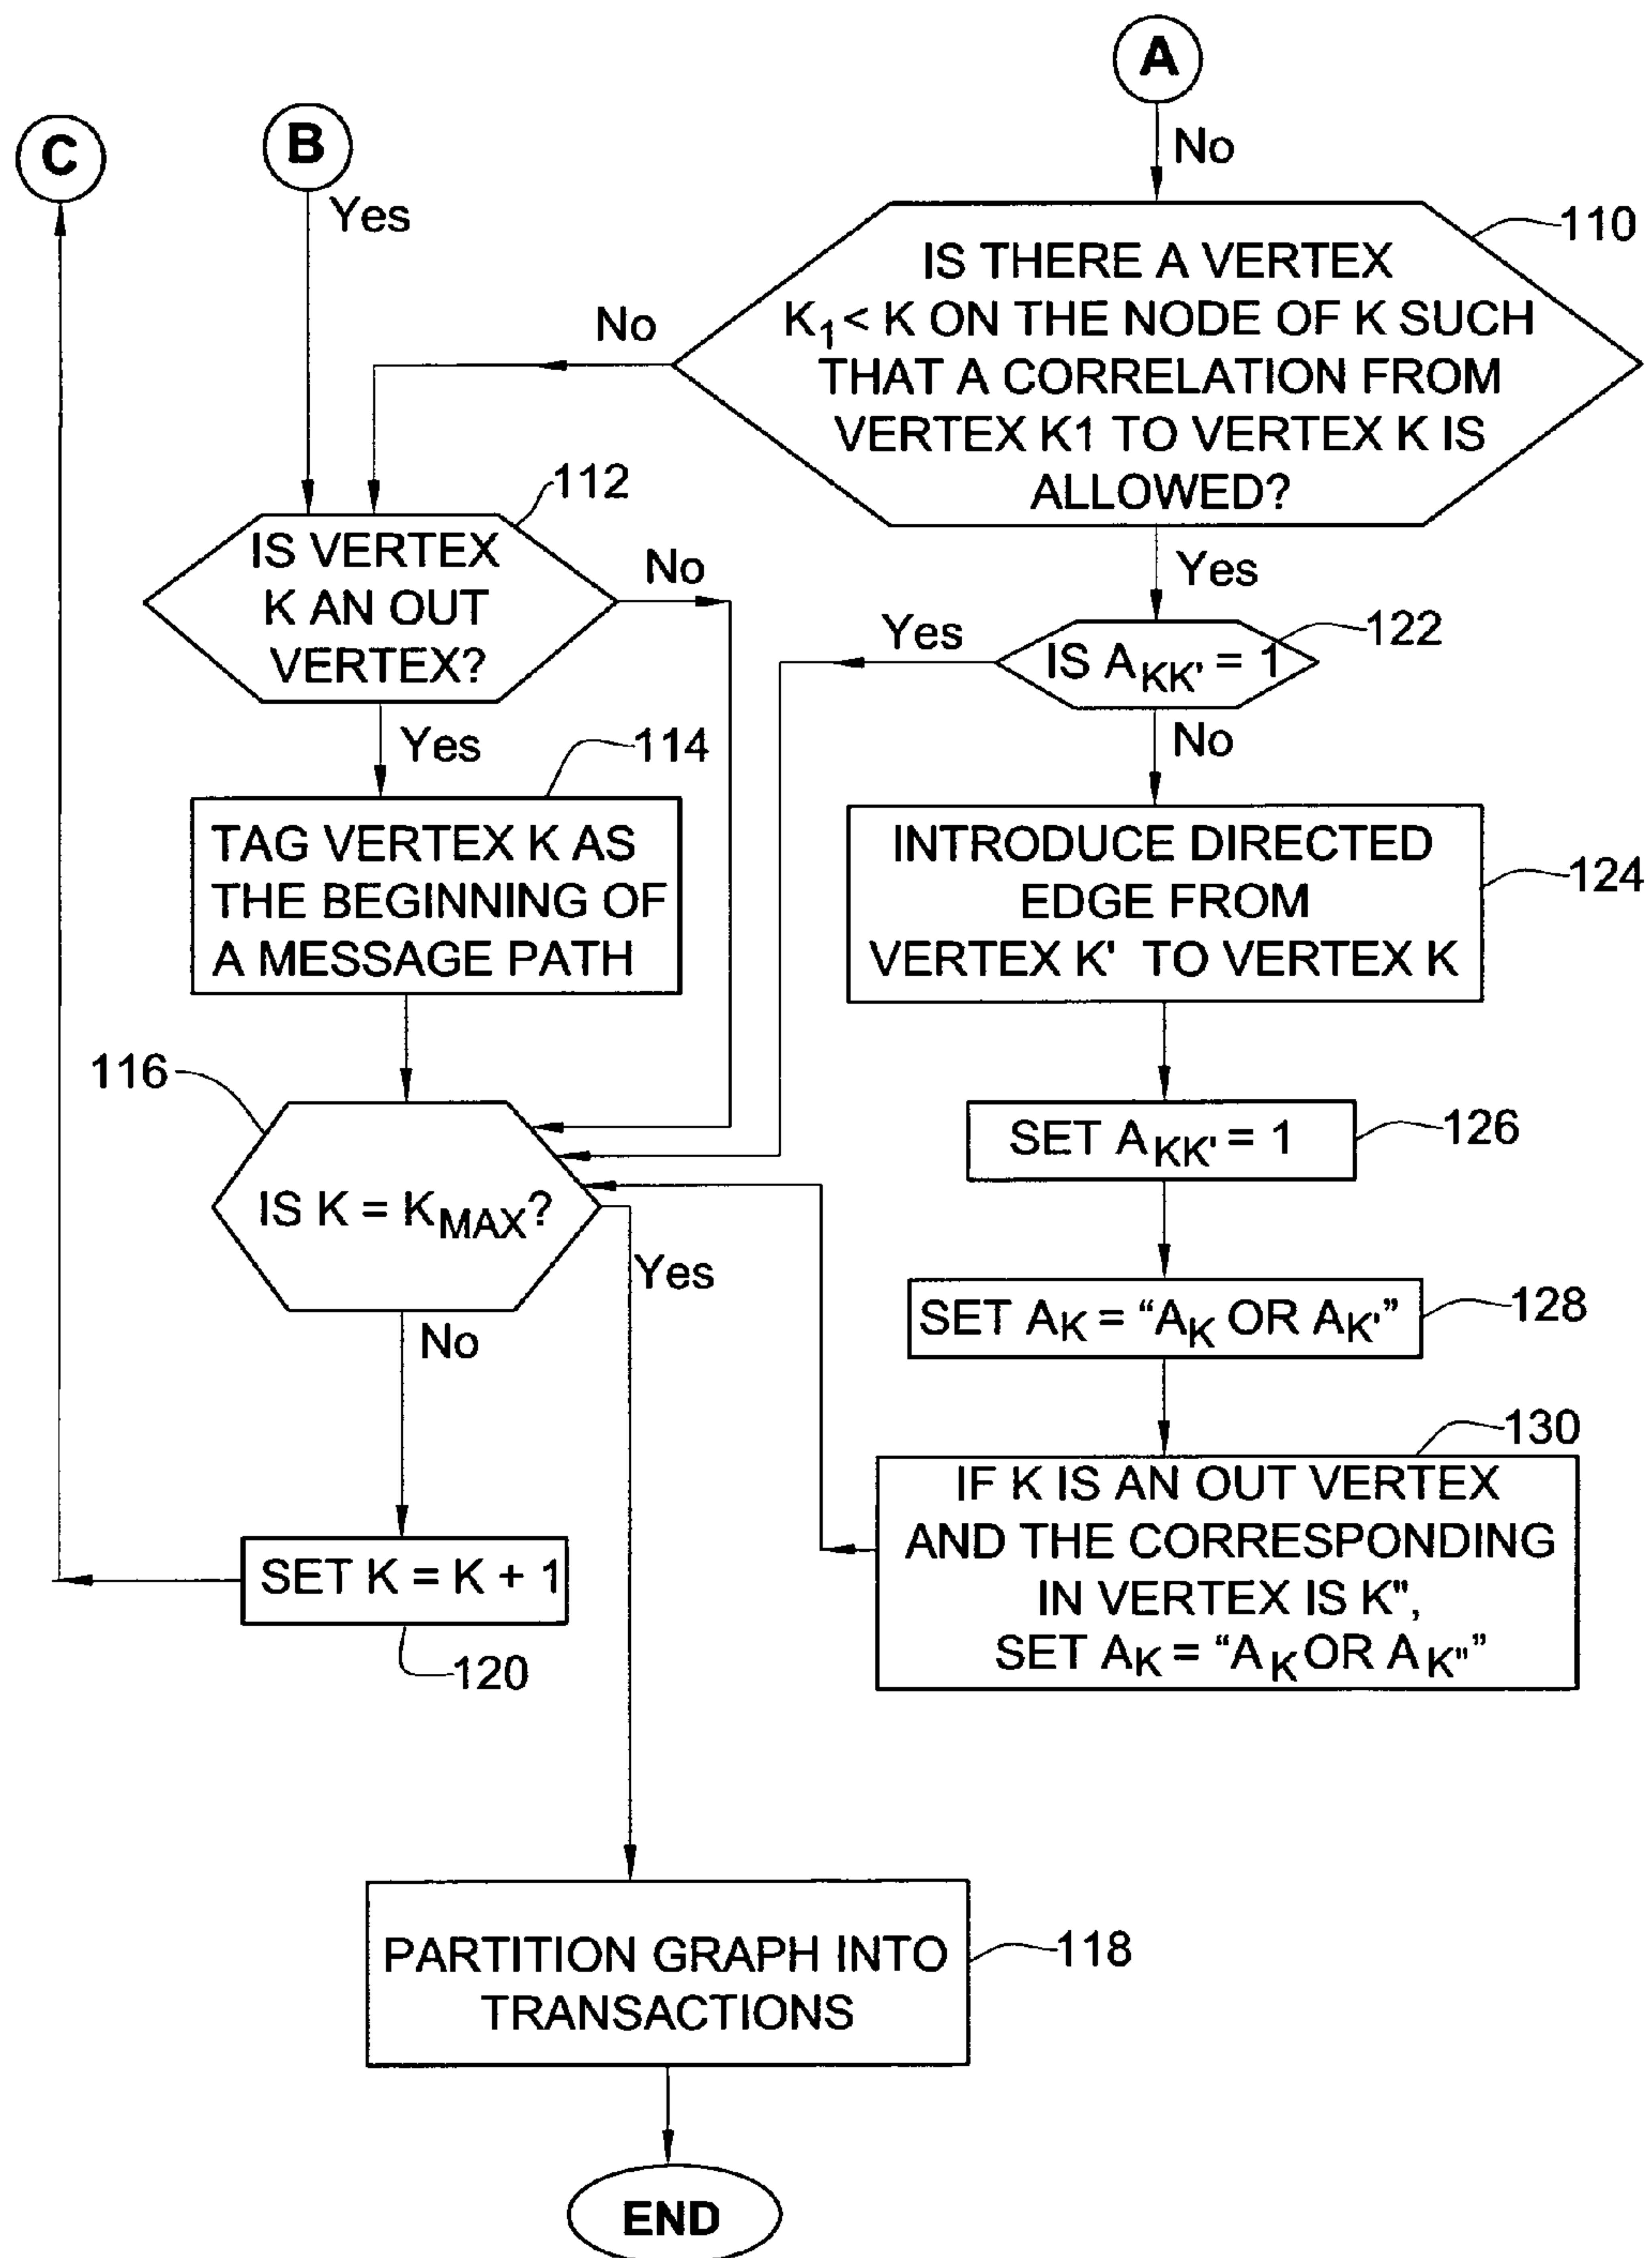 A
No
C
B
Yes
110
IS THERE A VERTEX
K1 < K ON THE NODE OF K SUCH
THAT A CORRELATION FROM
VERTEX K1 TO VERTEX K IS
ALLOWED?
No
Yes
112
IS VERTEX
K AN OUT
VERTEX?
No
Yes
122
IS AKK' = 1
Yes
No
114
TAG VERTEX K AS
THE BEGINNING OF
A MESSAGE PATH
124
INTRODUCE DIRECTED
EDGE FROM
VERTEX K' TO VERTEX K
116
IS K = KMAX?
Yes
No
126
SET AKK' = 1
128
SET AK = “AK OR AK'”
130
IF K IS AN OUT VERTEX
AND THE CORRESPONDING
IN VERTEX IS K",
SET AK = “AK OR AK"”
SET K = K + 1
120
PARTITION GRAPH INTO
TRANSACTIONS
118
END